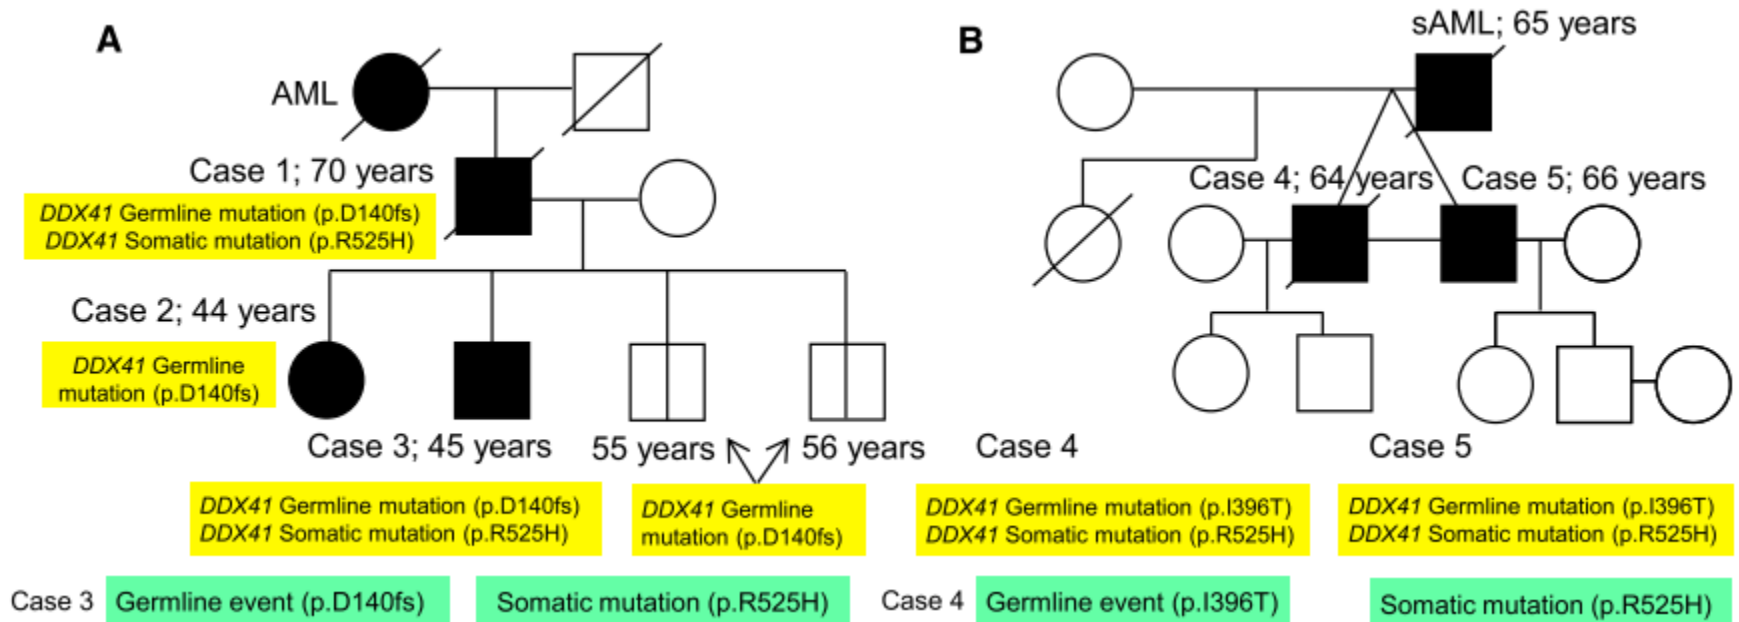 A
AML
Case 1; 70 years
DDX41 Germline mutation (p.D140fs)
DDX41 Somatic mutation (p.R525H)
Case 2; 44 years
DDX41 Germline
mutation (p.D140fs)
Case 3; 45 years
55 years
56 years
DDX41 Germline mutation (p.D140fs)
DDX41 Somatic mutation (p.R525H)
DDX41 Germline
mutation (p.D140fs)
Case 3
Germline event (p.D140fs)
Somatic mutation (p.R525H)
B
sAML; 65 years
Case 4; 64 years
Case 5; 66 years
Case 4
Case 5
DDX41 Germline mutation (p.I396T)
DDX41 Somatic mutation (p.R525H)
DDX41 Germline mutation (p.I396T)
DDX41 Somatic mutation (p.R525H)
Case 4
Germline event (p.I396T)
Somatic mutation (p.R525H)